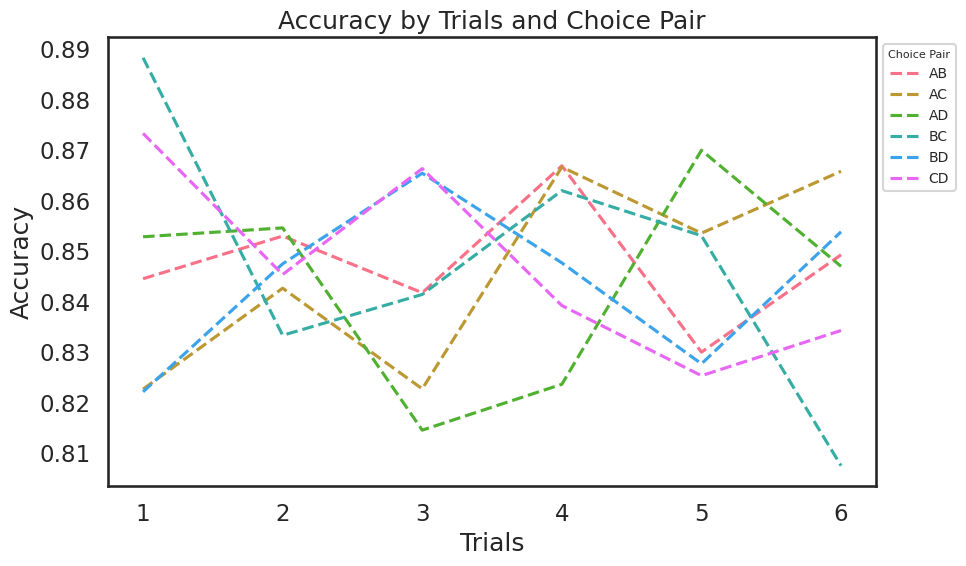 Accuracy by Trials and Choice Pair
0.89
0.88
0.87
0.86
0.85
0.84
0.83
0.82
0.81
Accuracy
1 2 3 4 5 6
Trials
Choice Pair
AB
AC
AD
BC
BD
CD